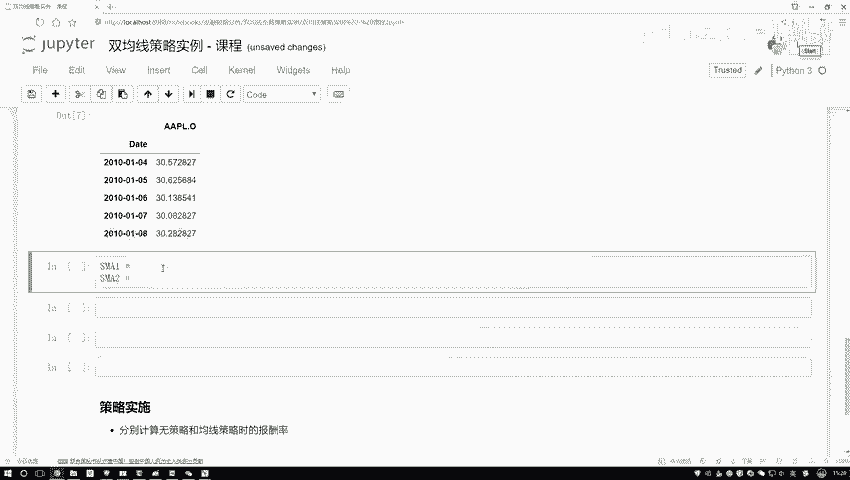 jupyter 双均线策略实例 - 课程 (unsaved changes)
File Edit View Insert Cell Kernel Widgets Help
Trusted Python 3
Code
Out[7]:
AAPL.O
Date
2010-01-04 30.572827
2010-01-05 30.625684
2010-01-06 30.138541
2010-01-07 30.082827
2010-01-08 30.282827
In [ ]: SMA1 =
SMA2 =
In [ ]:
In [ ]:
In [ ]:
策略实施
分别计算无策略和均线策略时的报酬率